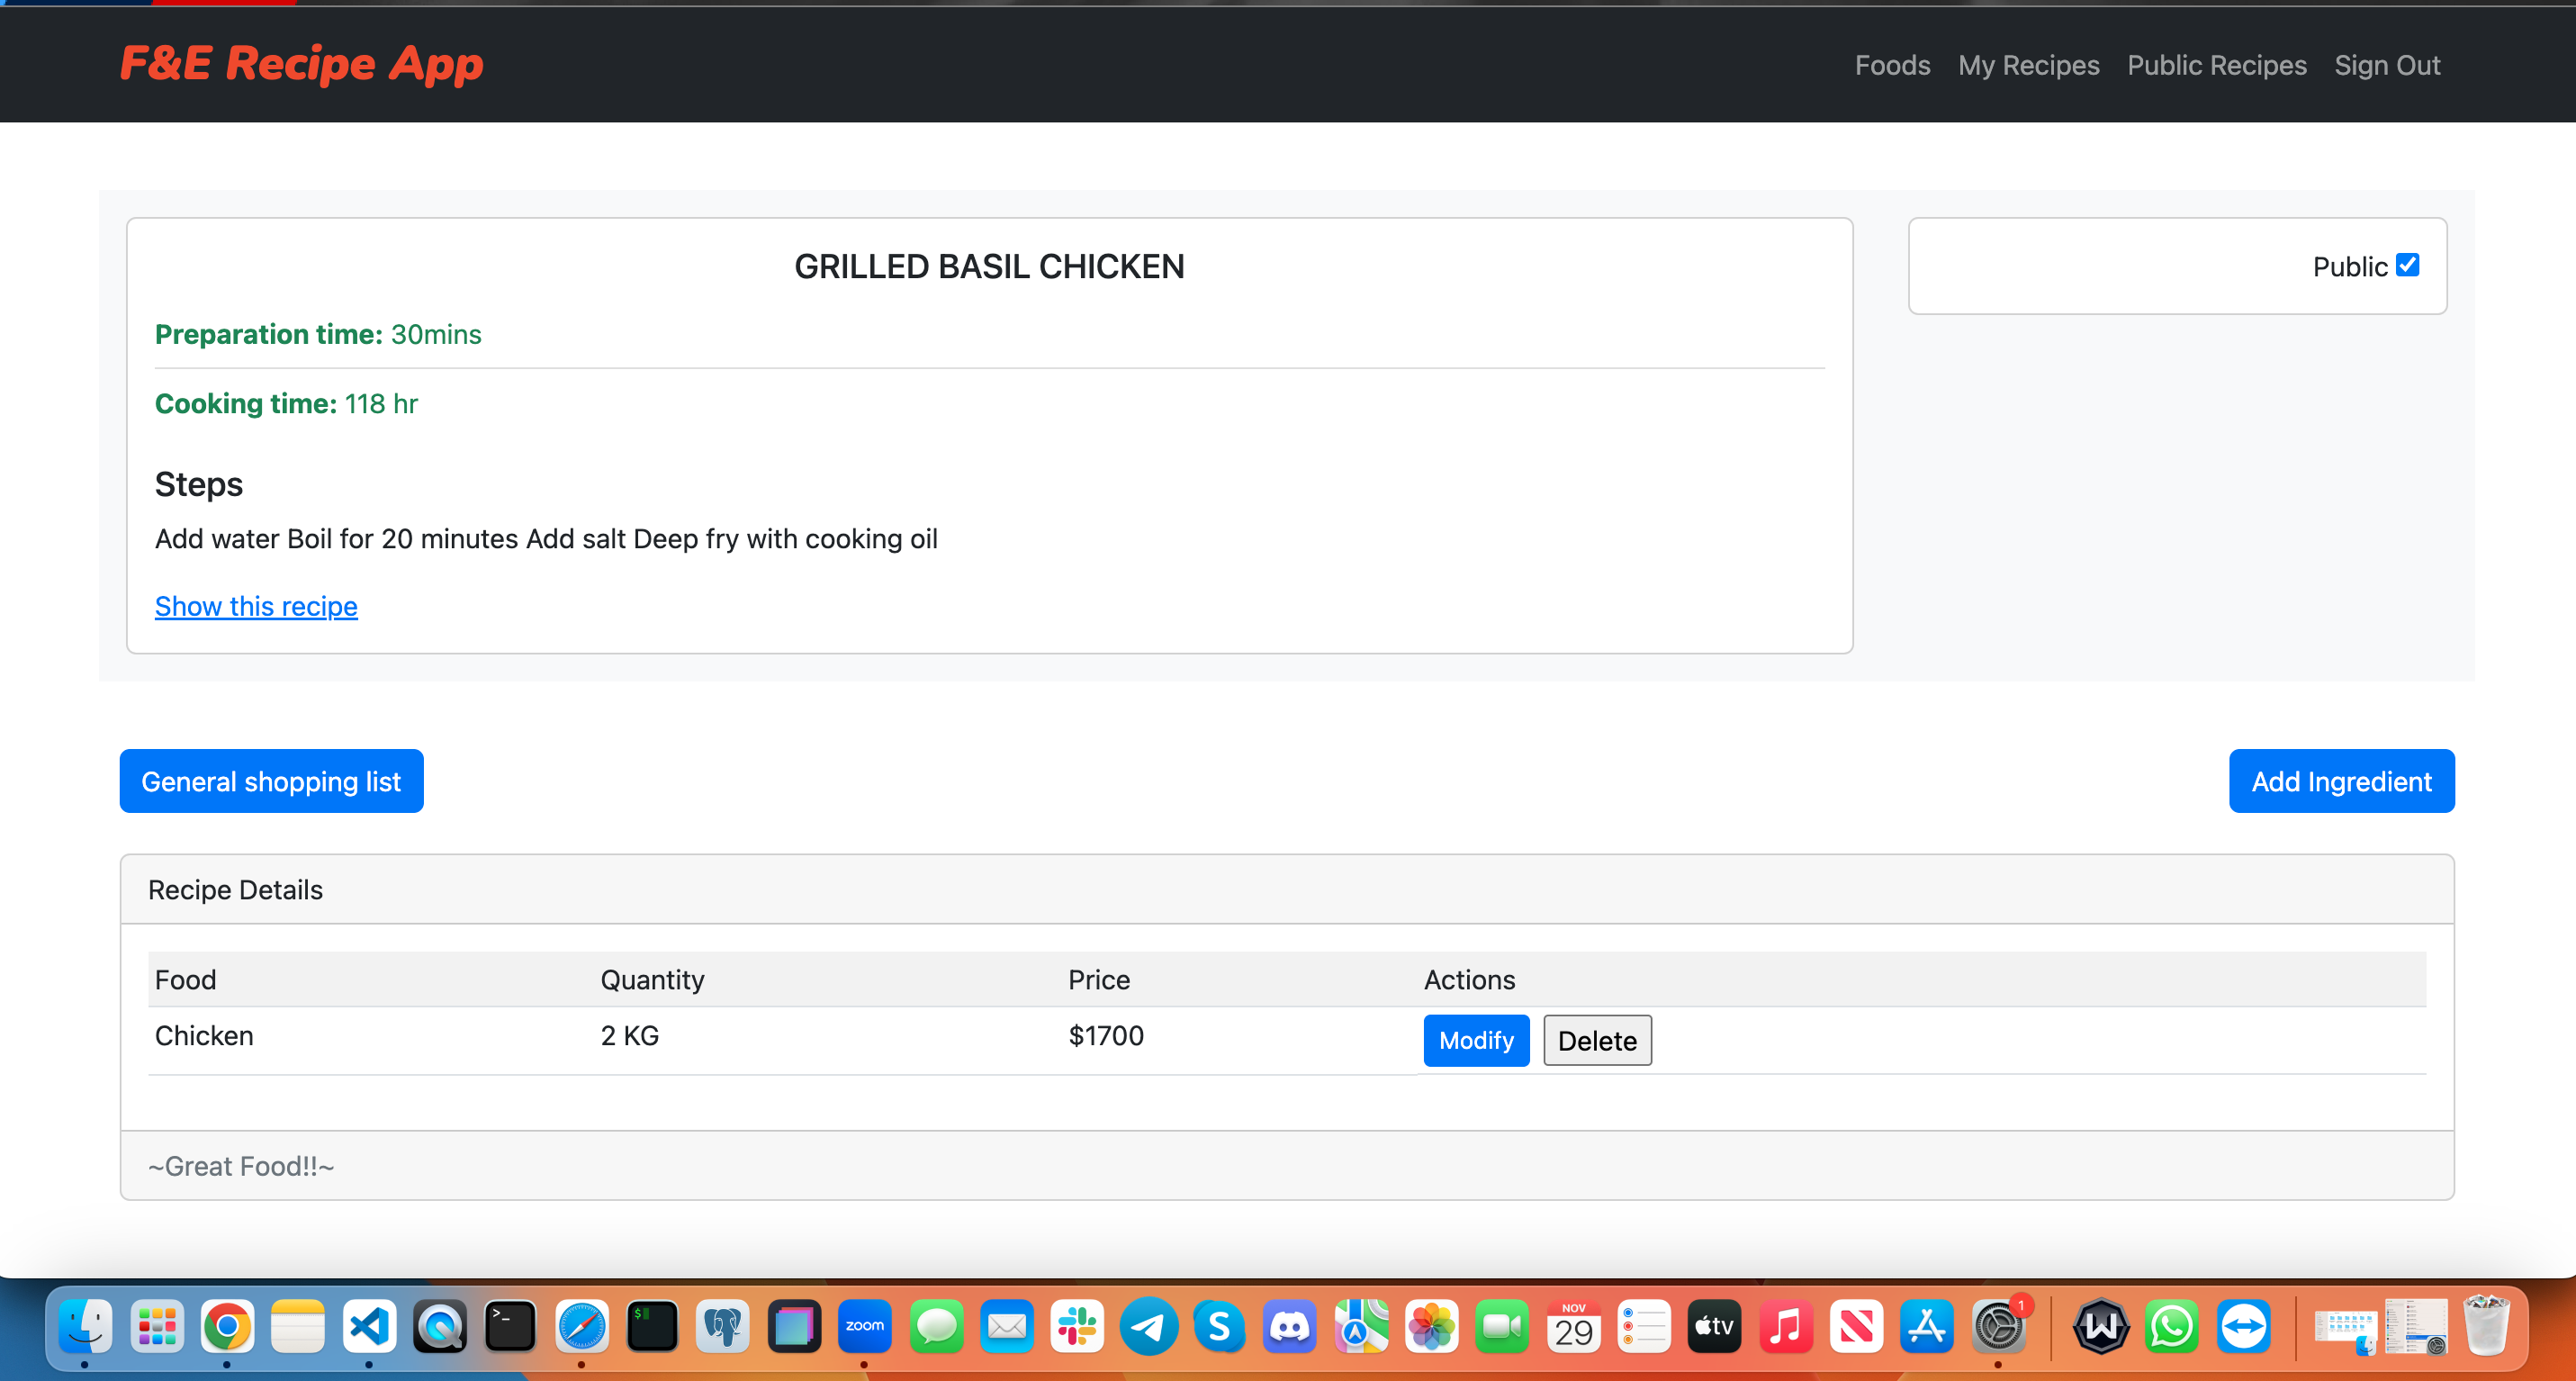 F&E Recipe App
Foods My Recipes Public Recipes Sign Out
GRILLED BASIL CHICKEN
Public
Preparation time: 30mins
Cooking time: 118 hr
Steps
Add water Boil for 20 minutes Add salt Deep fry with cooking oil
Show this recipe
General shopping list
Add Ingredient
Recipe Details
Food Quantity Price Actions
Chicken 2 KG $1700 Modify Delete
~Great Food!!~
>_
$
zoom
S
NOV
29
tv
1
W